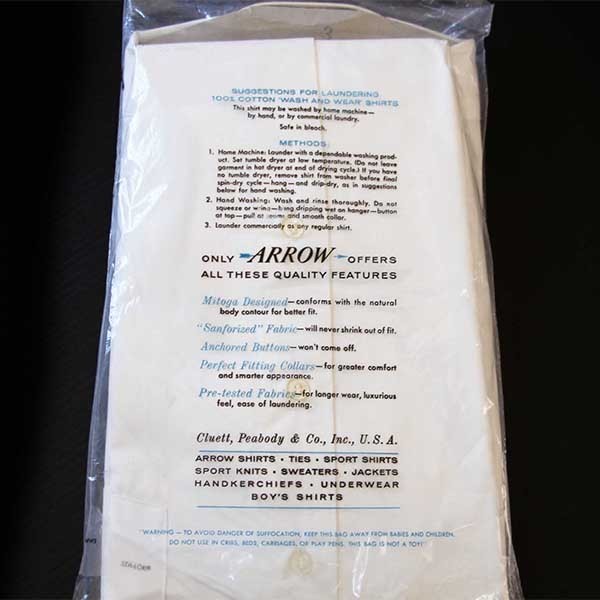 SUGGESTIONS FOR LAUNDERING
100% COTTON "WASH AND WEAR" SHIRTS
This shirt may be washed by home machine—
by hand, or by commercial laundry.
Safe in bleach.
METHODS:
1. Home Machine: Launder with a dependable washing prod-
uct. Set tumble dryer at low temperature. (Do not leave
garment in hot dryer at end of drying cycle.) If you have
no tumble dryer, remove shirt from washer before final
spin-dry cycle—hang—and drip-dry, as in suggestions
below for hand washing.
2. Hand Washing: Wash and rinse thoroughly. Do not
squeeze or wring—hang dripping wet on hanger—button
at top—pull at seams and smooth collar.
3. Launder commercially as any regular shirt.
ONLY ARROW OFFERS
ALL THESE QUALITY FEATURES
Mitoga Designed—conforms with the natural
body contour for better fit.
"Sanforized" Fabric—will never shrink out of fit.
Anchored Buttons—won't come off.
Perfect Fitting Collars—for greater comfort
and smarter appearance.
Pre-tested Fabrics—for longer wear, luxurious
feel, ease of laundering.
Cluett, Peabody & Co., Inc., U.S.A.
ARROW SHIRTS • TIES • SPORT SHIRTS
SPORT KNITS • SWEATERS • JACKETS
HANDKERCHIEFS • UNDERWEAR
BOY'S SHIRTS
"WARNING — TO AVOID DANGER OF SUFFOCATION, KEEP THIS BAG AWAY FROM BABIES AND CHILDREN.
DO NOT USE IN CRIBS, BEDS, CARRIAGES, OR PLAY PENS. THIS BAG IS NOT A TOY!"